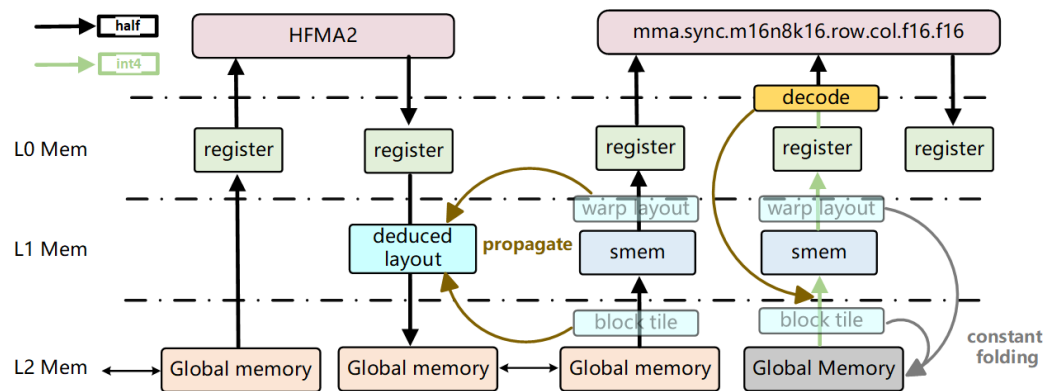 half
int4
HFMA2
mma.sync.m16n8k16.row.col.f16.f16
decode
L0 Mem
register
register
register
register
register
warp layout
warp layout
L1 Mem
deduced
layout
propagate
smem
smem
block tile
block tile
constant
folding
L2 Mem
Global memory
Global memory
Global memory
Global Memory